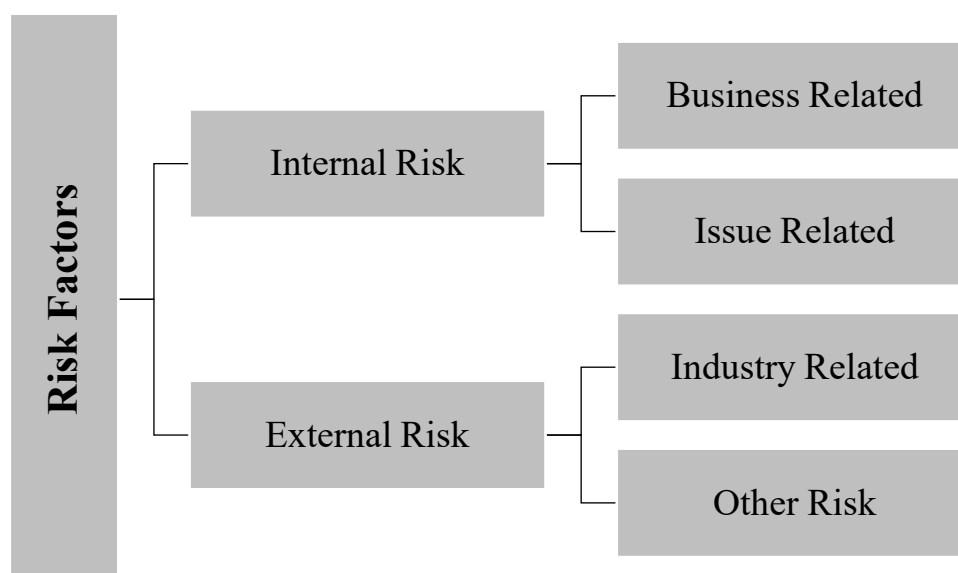 Risk Factors
Internal Risk
Business Related
Issue Related
External Risk
Industry Related
Other Risk